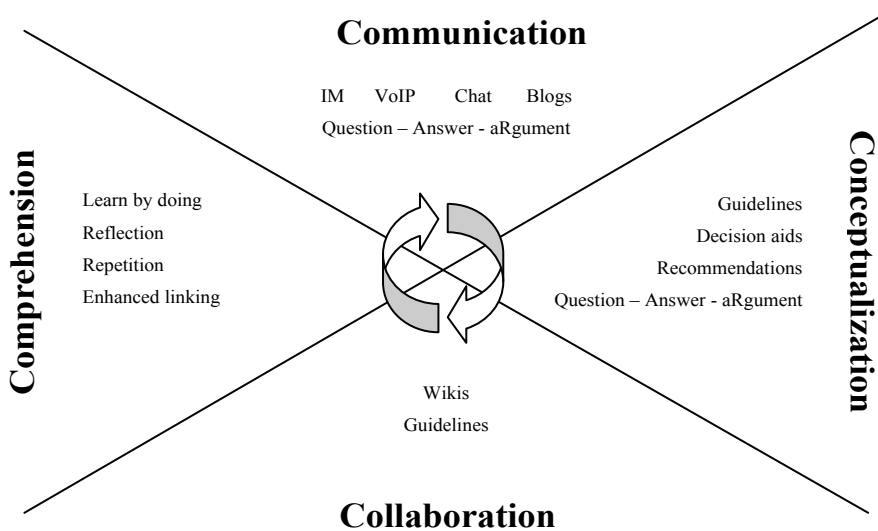 Communication
IM VoIP Chat Blogs
Question – Answer - aRgument
Comprehension
Learn by doing
Reflection
Repetition
Enhanced linking
Conceptualization
Guidelines
Decision aids
Recommendations
Question – Answer - aRgument
Wikis
Guidelines
Collaboration